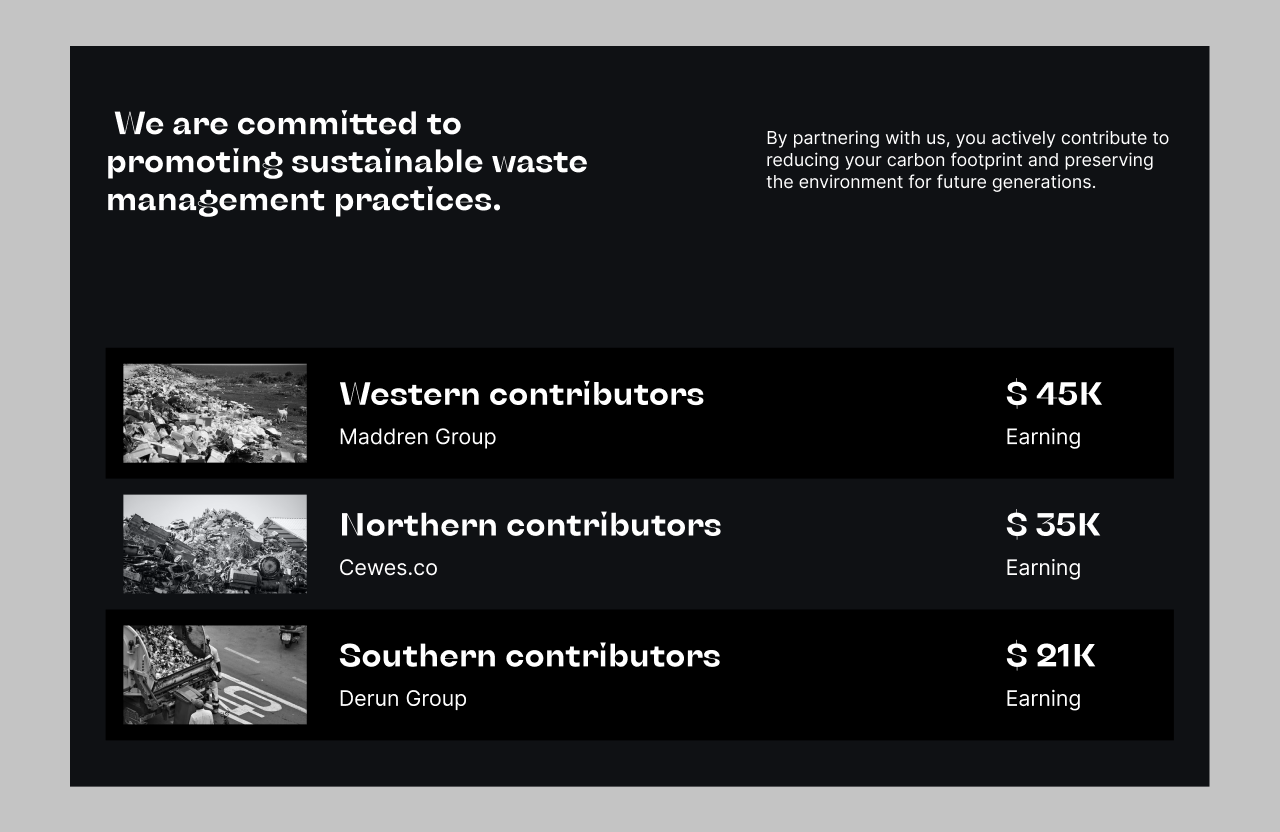 We are committed to
promoting sustainable waste
management practices.
By partnering with us, you actively contribute to
reducing your carbon footprint and preserving
the environment for future generations.
Western contributors
Maddren Group
$ 45K
Earning
Northern contributors
Cewes.co
$ 35K
Earning
Southern contributors
Derun Group
$ 21K
Earning
40